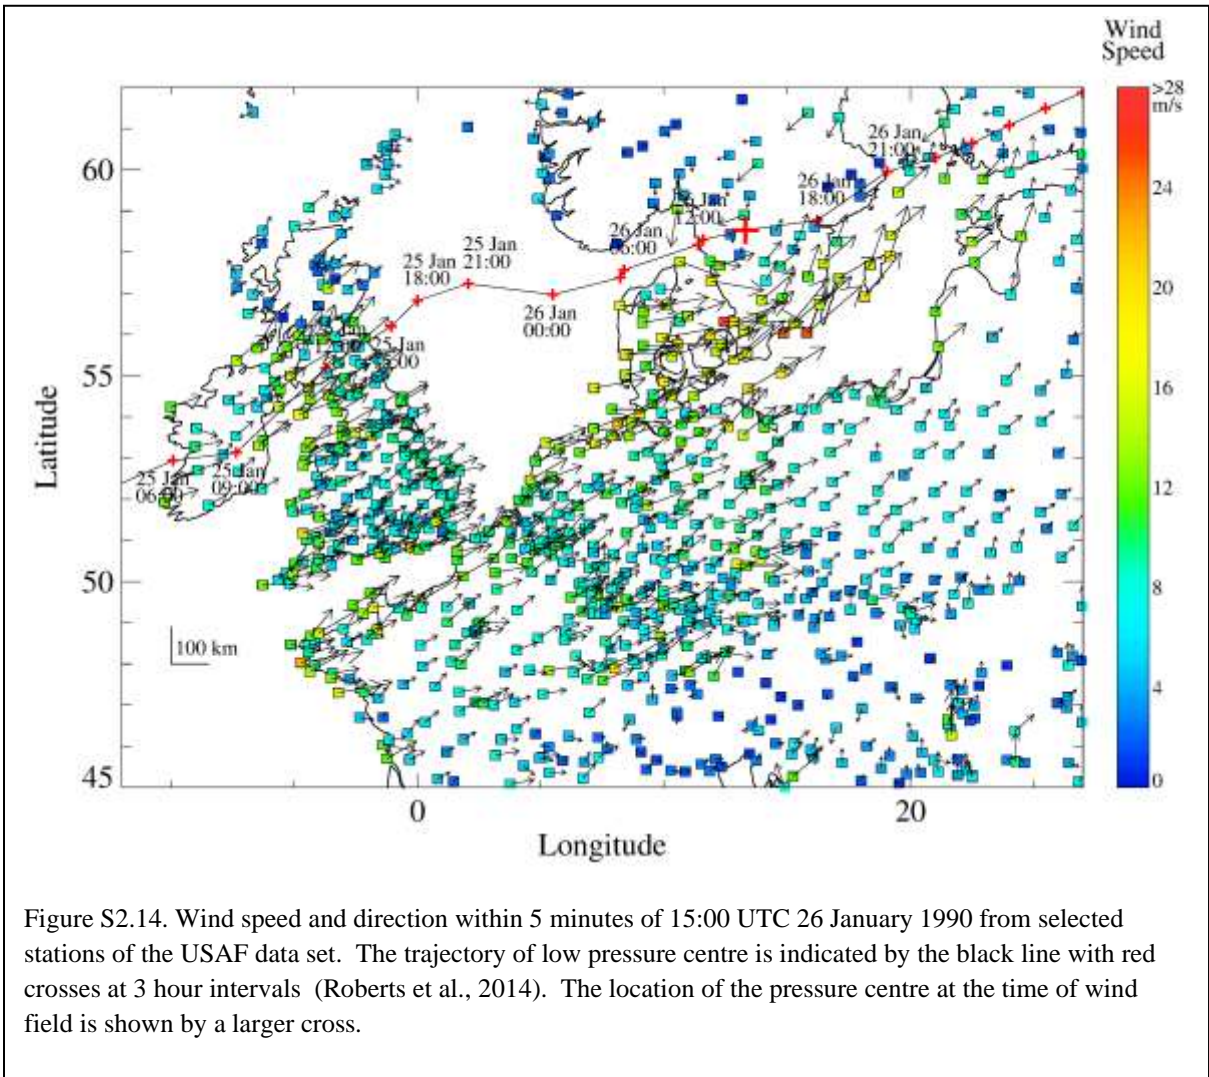 Wind
Speed
>28
m/s
24
20
16
12
8
4
0
60
55
50
45
Latitude
0
20
Longitude
100 km
25 Jan
06:00
25 Jan
09:00
25 Jan
25 Jan
18:00
25 Jan
21:00
26 Jan
00:00
26 Jan
06:00
12:00
26 Jan
18:00
26 Jan
21:00
Figure S2.14. Wind speed and direction within 5 minutes of 15:00 UTC 26 January 1990 from selected
stations of the USAF data set. The trajectory of low pressure centre is indicated by the black line with red
crosses at 3 hour intervals (Roberts et al., 2014). The location of the pressure centre at the time of wind
field is shown by a larger cross.